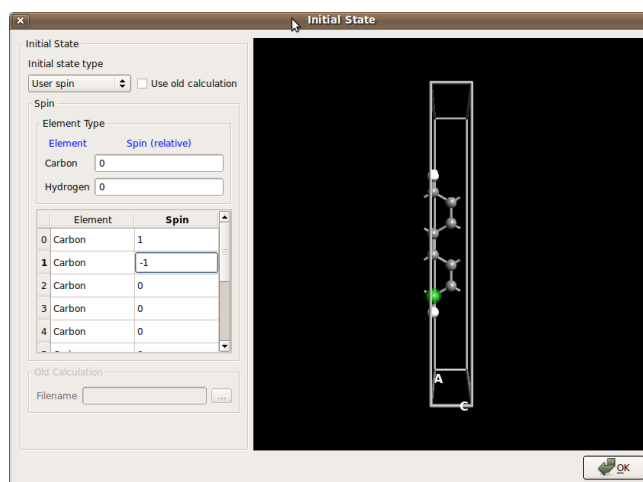 Initial State
Initial State
Initial state type
User spin
Use old calculation
Spin
Element Type
Element Spin (relative)
Carbon 0
Hydrogen 0
Element Spin
0 Carbon 1
1 Carbon -1
2 Carbon 0
3 Carbon 0
4 Carbon 0
Old Calculation
Filename ...
A
C
OK